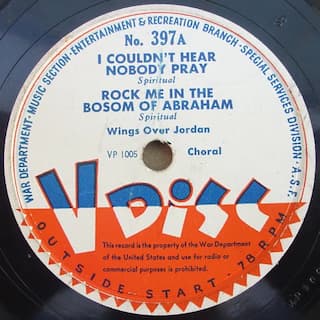 WAR DEPARTMENT · MUSIC SECTION · ENTERTAINMENT & RECREATION BRANCH · SPECIAL SERVICES DIVISION · A.S.F.
No. 397A
I COULDN'T HEAR
NOBODY PRAY
Spiritual
ROCK ME IN THE
BOSOM OF ABRAHAM
Spiritual
Wings Over Jordan
VP 1005 Choral
V DISC
This record is the property of the War Department
of the United States and use for radio or
commercial purposes is prohibited.
OUTSIDE START - 78 RPM